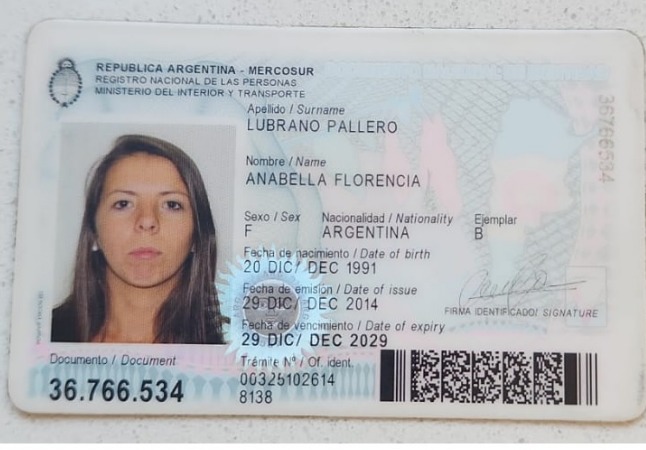 REPUBLICA ARGENTINA - MERCOSUR
REGISTRO NACIONAL DE LAS PERSONAS
MINISTERIO DEL INTERIOR Y TRANSPORTE
Apellido / Surname
LUBRANO PALLERO
Nombre / Name
ANABELLA FLORENCIA
Sexo / Sex Nacionalidad / Nationality Ejemplar
F ARGENTINA B
Fecha de nacimiento / Date of birth
20 DIC/ DEC 1991
Fecha de emisión / Date of issue
29 DIC/ DEC 2014
FIRMA IDENTIFICADO/ SIGNATURE
Fecha de vencimiento / Date of expiry
29 DIC/ DEC 2029
Documento / Document Trámite Nº / Of. ident.
36.766.534 00325102614
8138
36766534